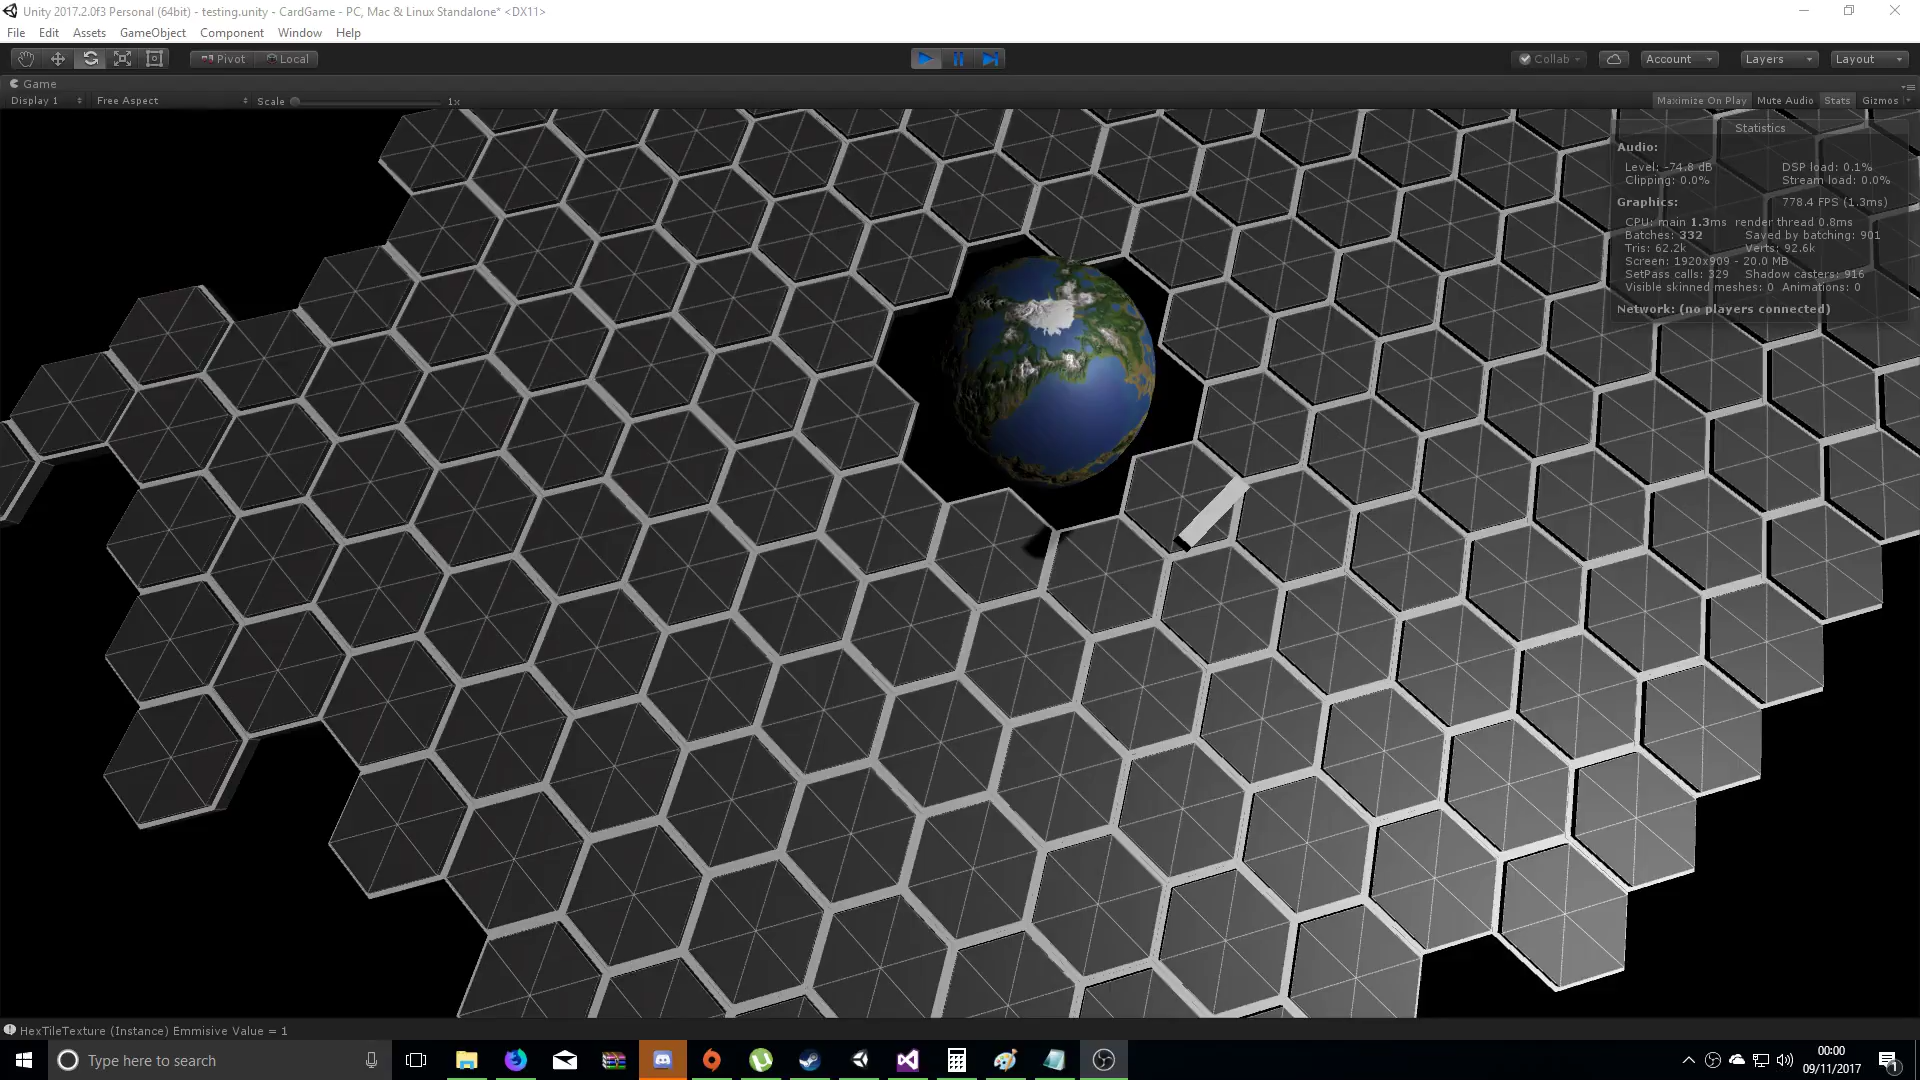 Unity 2017.2.0f3 Personal (64bit) - testing.unity - CardGame - PC, Mac & Linux Standalone* <DX11>
File Edit Assets GameObject Component Window Help
Pivot Local Collab Account Layers Layout
Game
Display 1 Free Aspect Scale 1x Maximize On Play Mute Audio Stats Gizmos
Statistics
Audio:
Level: -74.8 dB DSP load: 0.1%
Clipping: 0.0% Stream load: 0.0%
Graphics: 778.4 FPS (1.3ms)
CPU: main 1.3ms render thread 0.8ms
Batches: 332 Saved by batching: 901
Tris: 62.2k Verts: 92.6k
Screen: 1920x909 - 20.0 MB
SetPass calls: 329 Shadow casters: 916
Visible skinned meshes: 0 Animations: 0
Network: (no players connected)
HexTileTexture (Instance) Emmisive Value = 1
Type here to search
00:00
09/11/2017
1